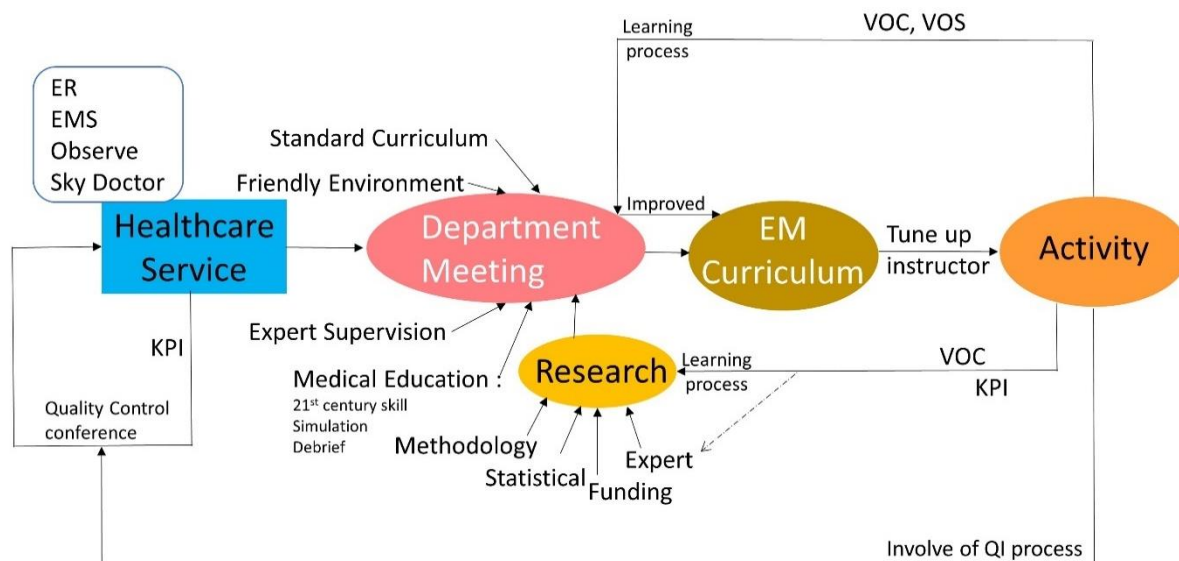 Learning
process
VOC, VOS
ER
EMS
Observe
Sky Doctor
Standard Curriculum
Friendly Environment
Improved
Healthcare
Service
Department
Meeting
EM
Curriculum
Tune up
instructor
Activity
Expert Supervision
KPI
Medical Education :
21st century skill
Simulation
Debrief
Research
Learning
process
VOC
KPI
Quality Control
conference
Methodology
Statistical
Funding
Expert
Involve of QI process